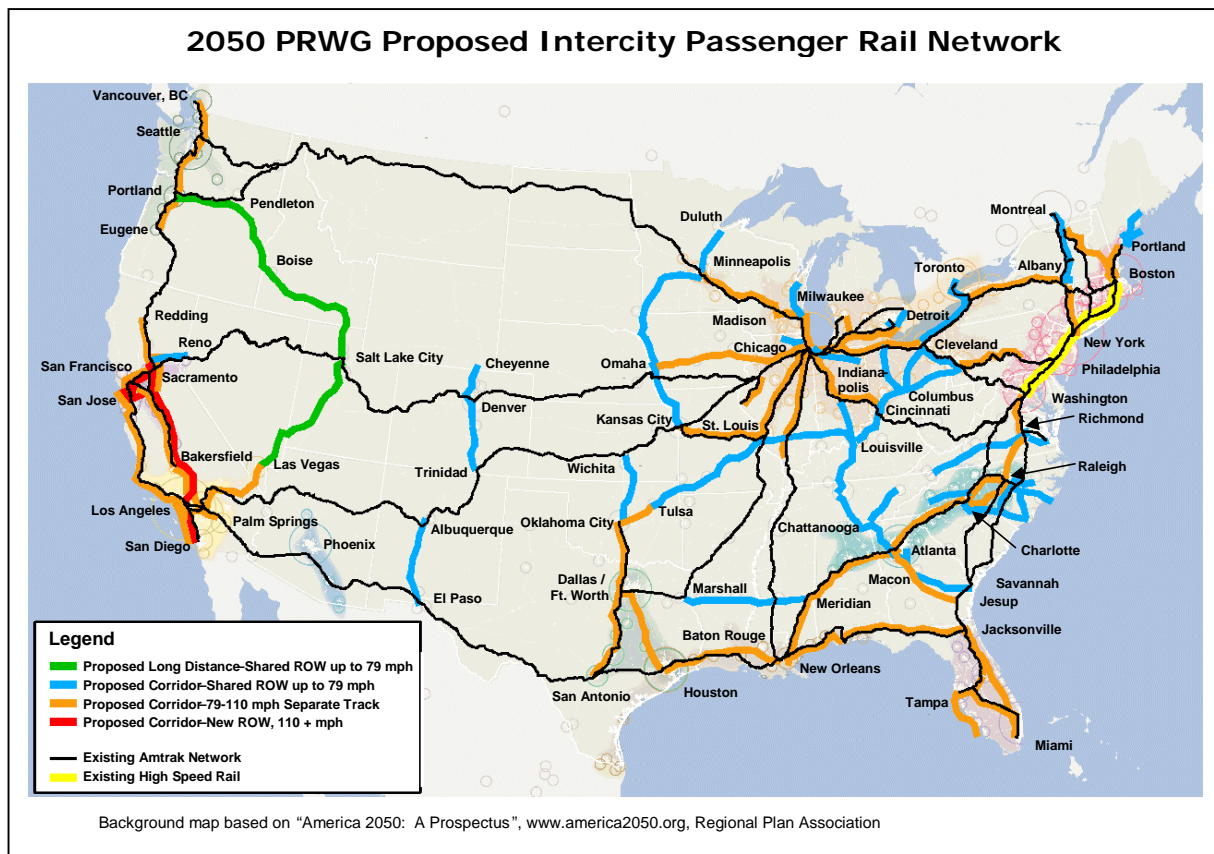 2050 PRWG Proposed Intercity Passenger Rail Network
Vancouver, BC
Seattle
Portland
Pendleton
Eugene
Boise
Redding
Reno
San Francisco
Sacramento
San Jose
Salt Lake City
Bakersfield
Las Vegas
Los Angeles
Palm Springs
San Diego
Phoenix
Cheyenne
Denver
Trinidad
Albuquerque
El Paso
Duluth
Minneapolis
Milwaukee
Madison
Chicago
Omaha
Kansas City
St. Louis
Wichita
Oklahoma City
Tulsa
Dallas /
Ft. Worth
Marshall
Baton Rouge
San Antonio
Houston
New Orleans
Meridian
Montreal
Toronto
Albany
Portland
Boston
Detroit
Cleveland
New York
Philadelphia
Washington
Indiana-
polis
Columbus
Cincinnati
Louisville
Richmond
Raleigh
Chattanooga
Atlanta
Charlotte
Macon
Savannah
Jesup
Jacksonville
Tampa
Miami
Legend
Proposed Long Distance–Shared ROW up to 79 mph
Proposed Corridor–Shared ROW up to 79 mph
Proposed Corridor–79-110 mph Separate Track
Proposed Corridor–New ROW, 110 + mph
Existing Amtrak Network
Existing High Speed Rail
Background map based on “America 2050: A Prospectus”, www.america2050.org, Regional Plan Association